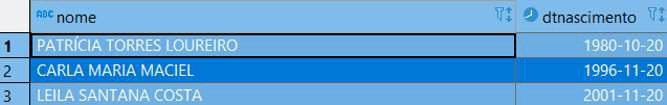 ABC nome dtnascimento
1 PATRÍCIA TORRES LOUREIRO 1980-10-20
2 CARLA MARIA MACIEL 1996-11-20
3 LEILA SANTANA COSTA 2001-11-20